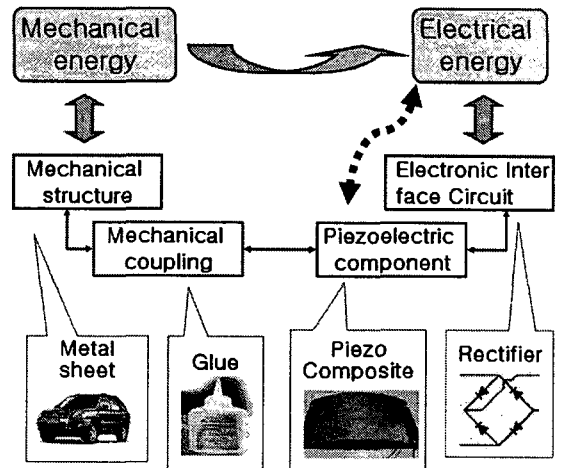 Mechanical
energy
Electrical
energy
Mechanical
structure
Electronic Inter
face Circuit
Mechanical
coupling
Piezoelectric
component
Metal
sheet
Glue
Piezo
Composite
Rectifier